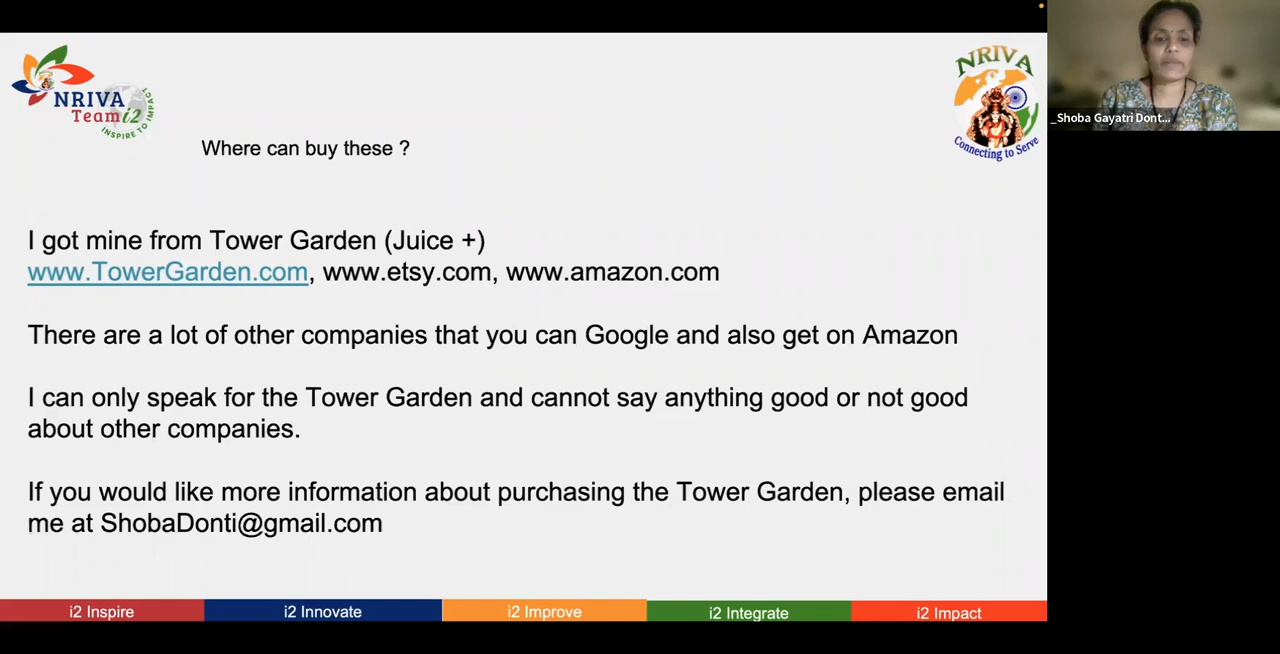 NRIVA
Team i2
INSPIRE TO IMPACT
NRIVA
Connecting to Serve
_Shoba Gayatri Dont...
Where can buy these ?
I got mine from Tower Garden (Juice +)
www.TowerGarden.com, www.etsy.com, www.amazon.com
There are a lot of other companies that you can Google and also get on Amazon
I can only speak for the Tower Garden and cannot say anything good or not good
about other companies.
If you would like more information about purchasing the Tower Garden, please email
me at ShobaDonti@gmail.com
i2 Inspire
i2 Innovate
i2 Improve
i2 Integrate
i2 Impact